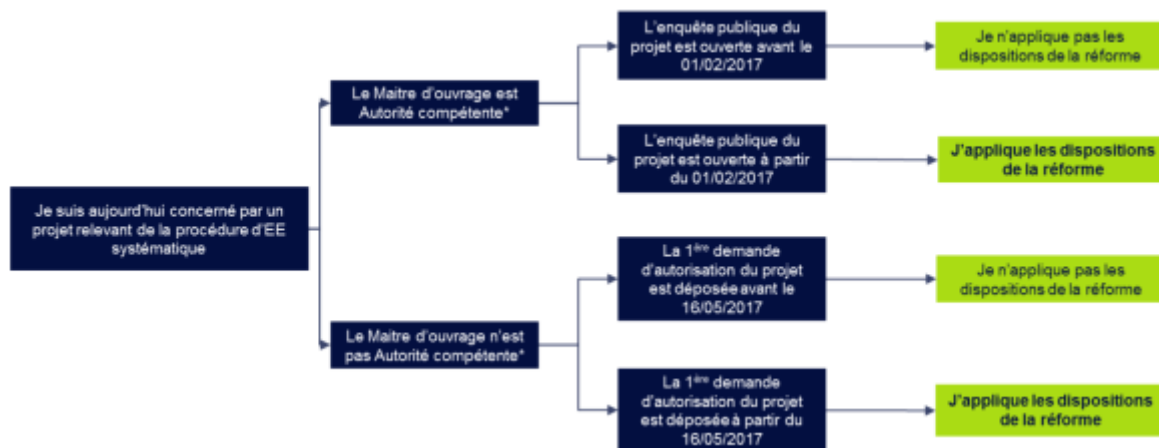 Je suis aujourd'hui concerné par un
projet relevant de la procédure d'EE
systématique
Le Maitre d'ouvrage est
Autorité compétente*
L'enquête publique du
projet est ouverte avant le
01/02/2017
Je n'applique pas les
dispositions de la réforme
L'enquête publique du
projet est ouverte à partir
du 01/02/2017
J'applique les dispositions
de la réforme
Le Maitre d'ouvrage n'est
pas Autorité compétente*
La 1ère demande
d'autorisation du projet
est déposée avant le
16/05/2017
Je n'applique pas les
dispositions de la réforme
La 1ère demande
d'autorisation du projet
est déposée à partir du
16/05/2017
J'applique les dispositions
de la réforme